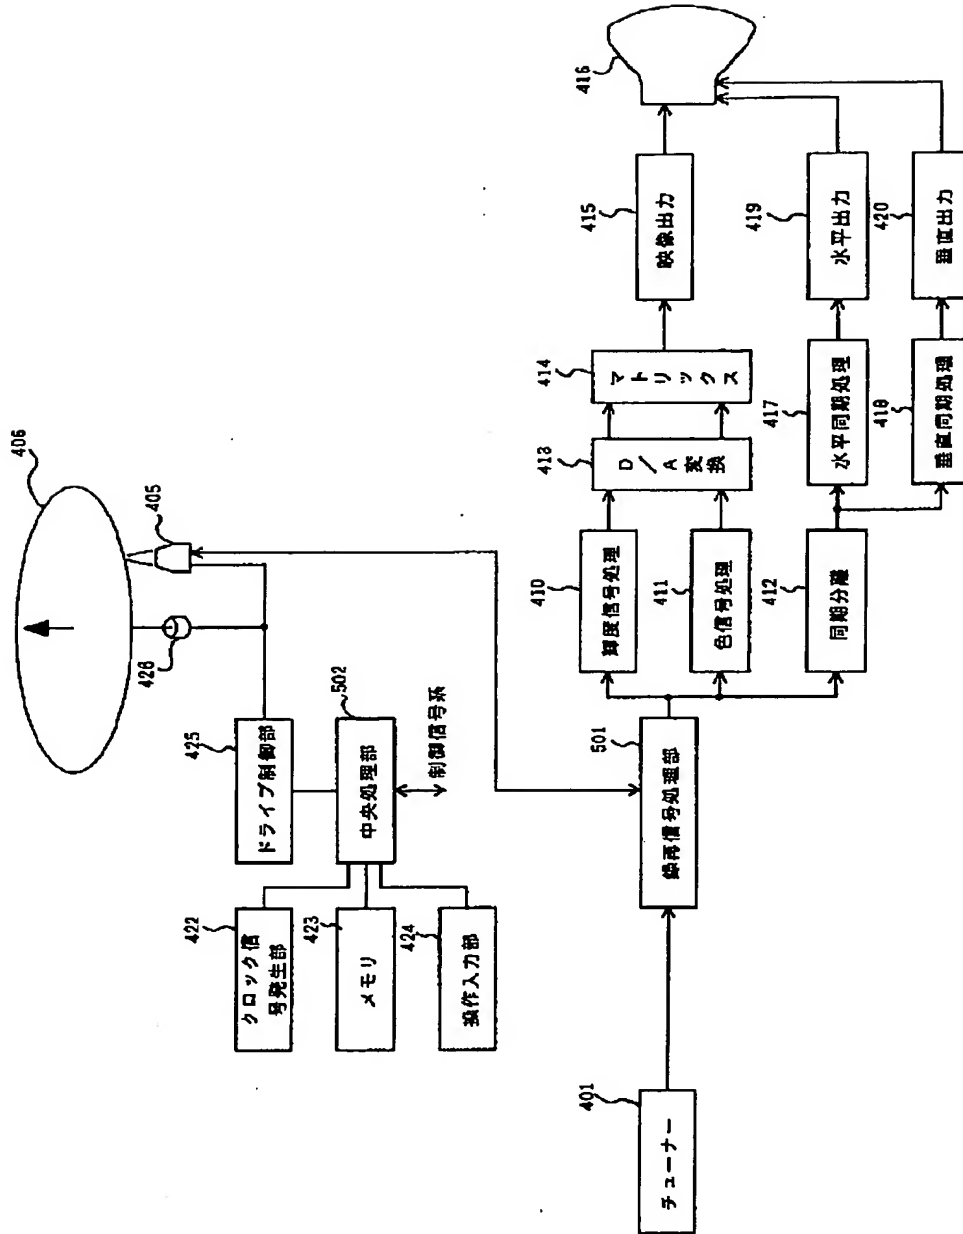 406
405
426
425
ドライブ制御部
502
中央処理部
制御信号系
422
クロック信
号発生部
423
メモリ
424
操作入力部
401
チューナー
501
録再信号処理部
410
輝度信号処理
411
色信号処理
412
同期分離
413
D/A変換
414
マトリックス
415
映像出力
416
417
水平同期処理
419
水平出力
418
垂直同期処理
420
垂直出力